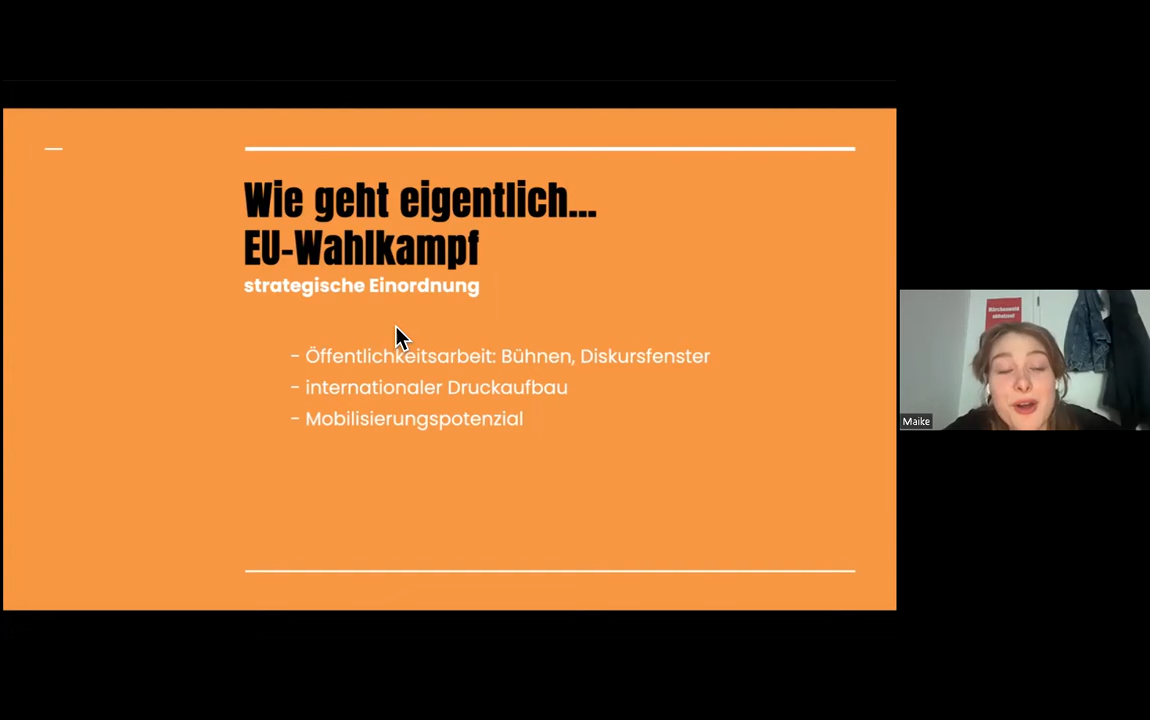 Wie geht eigentlich...
EU-Wahlkampf
strategische Einordnung
- Öffentlichkeitsarbeit: Bühnen, Diskursfenster
- internationaler Druckaufbau
- Mobilisierungspotenzial
Maike